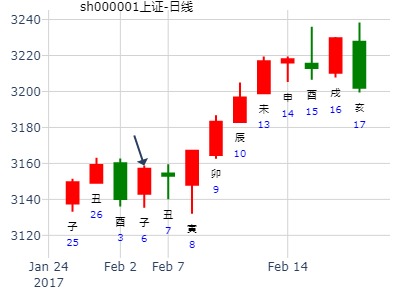 sh000001上证-日线
3240
3220
3200
3180
3160
3140
3120
子
25
丑
26
酉
3
子
6
丑
7
寅
8
卯
9
辰
10
未
13
申
14
酉
15
戌
16
亥
17
Jan 24
2017
Feb 2
Feb 7
Feb 14